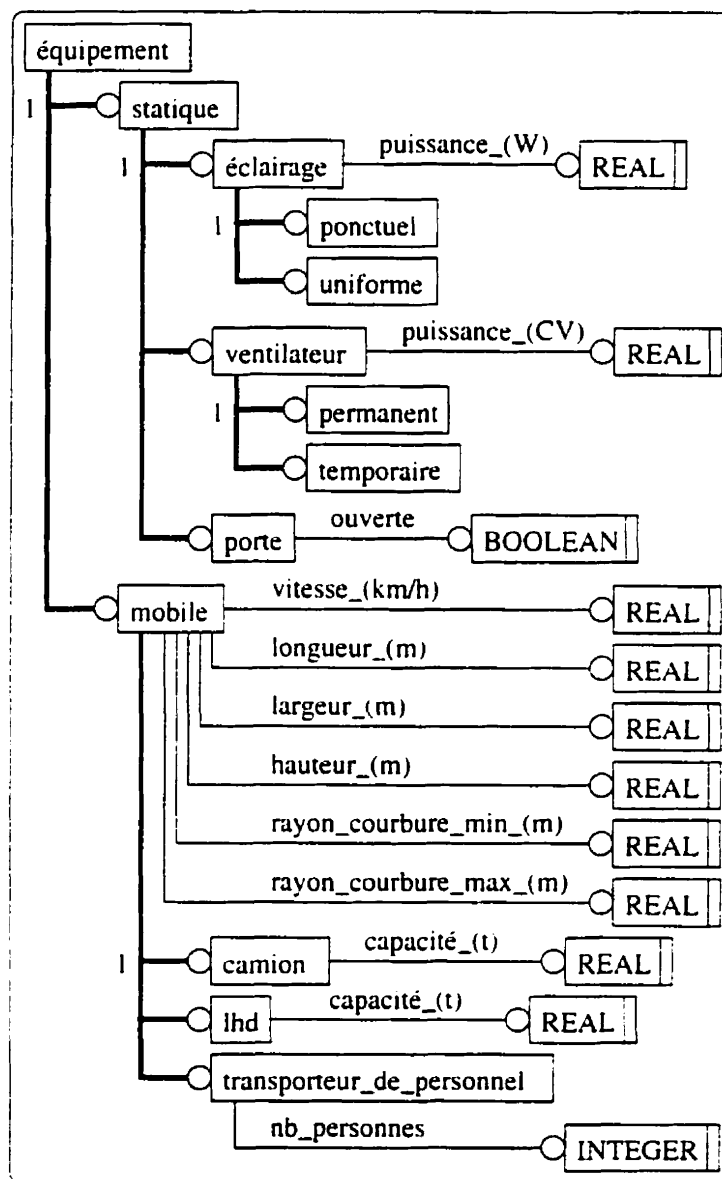 équipement
1 statique
1 éclairage puissance_(W) REAL
1 ponctuel
uniforme
ventilateur puissance_(CV) REAL
1 permanent
temporaire
porte ouverte BOOLEAN
mobile vitesse_(km/h) REAL
longueur_(m) REAL
largeur_(m) REAL
hauteur_(m) REAL
rayon_courbure_min_(m) REAL
rayon_courbure_max_(m) REAL
1 camion capacité_(t) REAL
lhd capacité_(t) REAL
transporteur_de_personnel
nb_personnes INTEGER